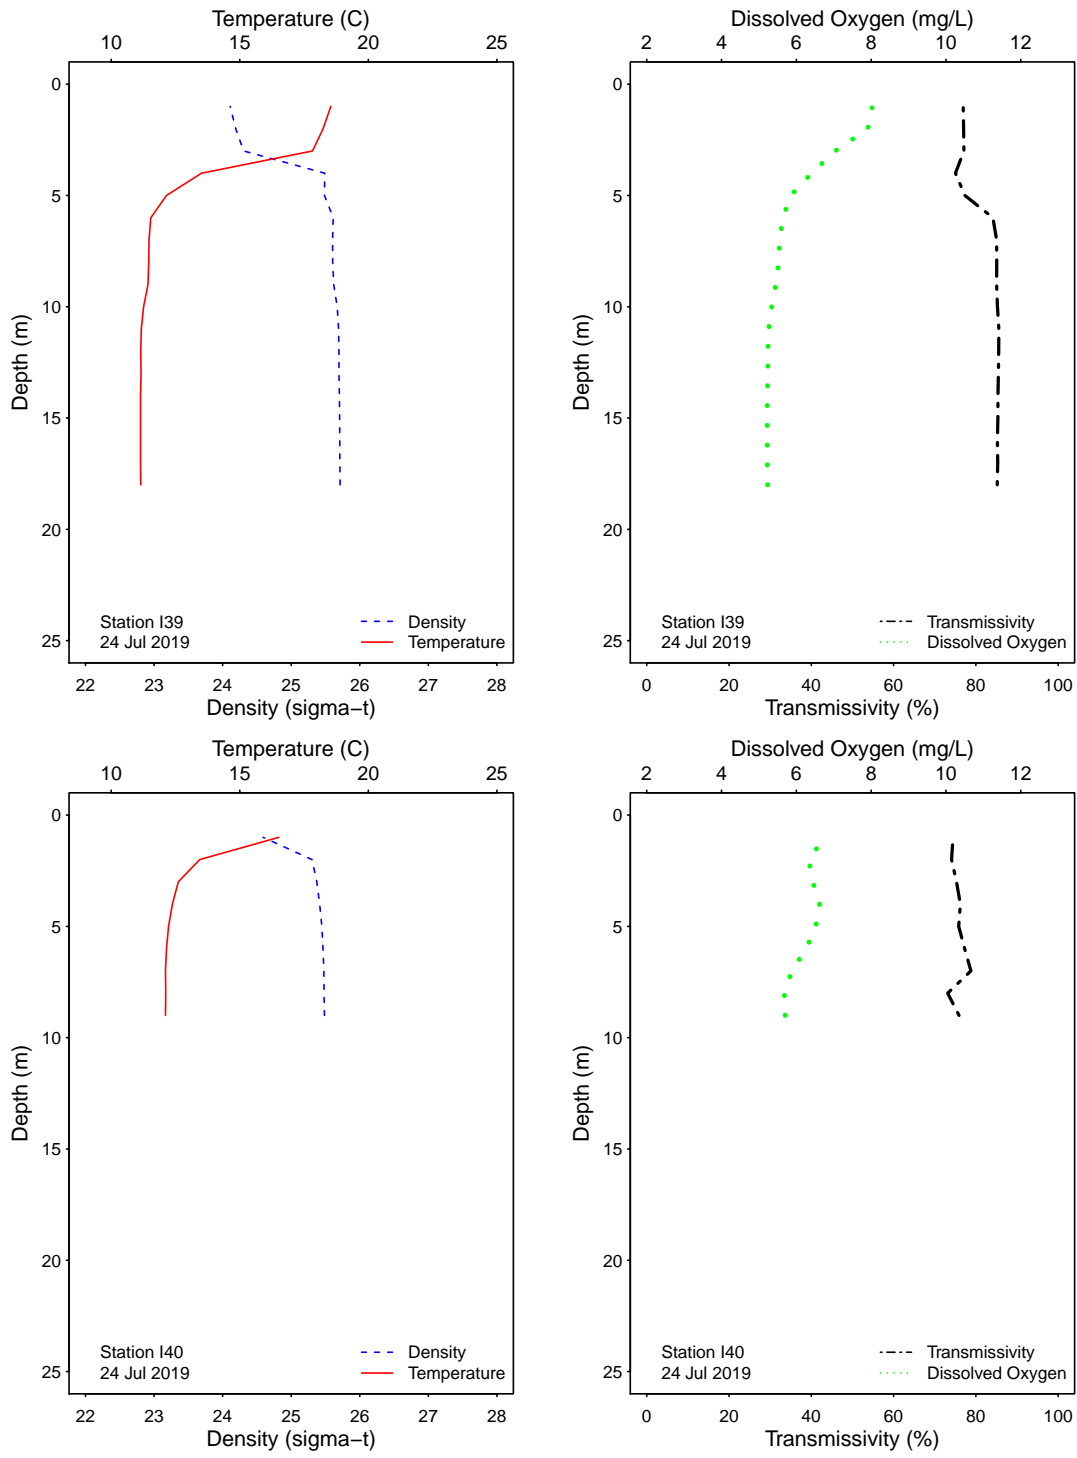 Temperature (C)
10 15 20 25
0
5
10
15
20
25
Depth (m)
Station I39
24 Jul 2019
Density
Temperature
22 23 24 25 26 27 28
Density (sigma−t)
Dissolved Oxygen (mg/L)
2 4 6 8 10 12
0
5
10
15
20
25
Depth (m)
Station I39
24 Jul 2019
Transmissivity
Dissolved Oxygen
0 20 40 60 80 100
Transmissivity (%)
Temperature (C)
10 15 20 25
0
5
10
15
20
25
Depth (m)
Station I40
24 Jul 2019
Density
Temperature
22 23 24 25 26 27 28
Density (sigma−t)
Dissolved Oxygen (mg/L)
2 4 6 8 10 12
0
5
10
15
20
25
Depth (m)
Station I40
24 Jul 2019
Transmissivity
Dissolved Oxygen
0 20 40 60 80 100
Transmissivity (%)